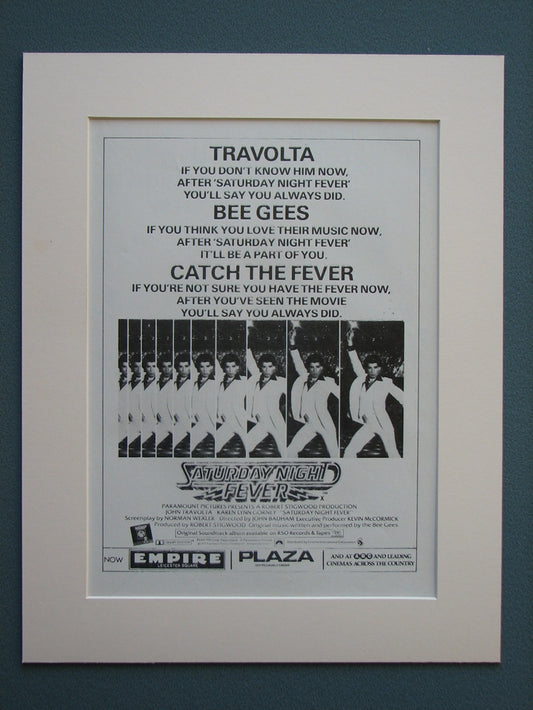 TRAVOLTA
IF YOU DON'T KNOW HIM NOW,
AFTER 'SATURDAY NIGHT FEVER'
YOU'LL SAY YOU ALWAYS DID.
BEE GEES
IF YOU THINK YOU LOVE THEIR MUSIC NOW,
AFTER 'SATURDAY NIGHT FEVER'
IT'LL BE A PART OF YOU.
CATCH THE FEVER
IF YOU'RE NOT SURE YOU HAVE THE FEVER NOW,
AFTER YOU'VE SEEN THE MOVIE
YOU'LL SAY YOU ALWAYS DID.
SATURDAY NIGHT
FEVER X
PARAMOUNT PICTURES PRESENTS A ROBERT STIGWOOD PRODUCTION
JOHN TRAVOLTA KAREN LYNN GORNEY "SATURDAY NIGHT FEVER"
Screenplay by NORMAN WEXLER Directed by JOHN BADHAM Executive Producer KEVIN McCORMICK
Produced by ROBERT STIGWOOD Original music written and performed by the Bee Gees
Original Soundtrack album available on RSO Records & Tapes
NOW EMPIRE
LEICESTER SQUARE
PLAZA
AND AT ABC AND LEADING
CINEMAS ACROSS THE COUNTRY